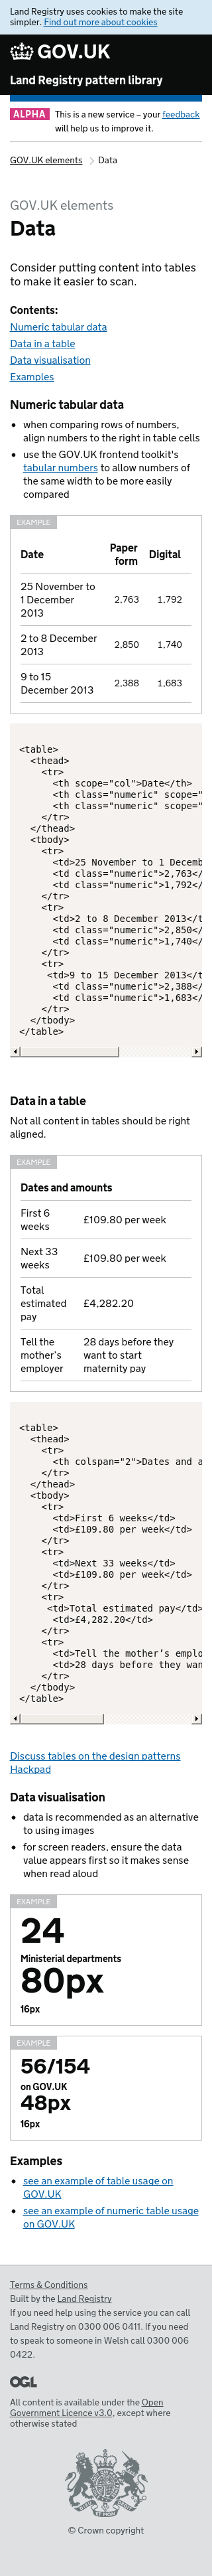 Land Registry uses cookies to make the site
simpler. Find out more about cookies
GOV.UK
Land Registry pattern library
ALPHA This is a new service – your feedback
will help us to improve it.
GOV.UK elements Data
GOV.UK elements
Data
Consider putting content into tables
to make it easier to scan.
Contents:
Numeric tabular data
Data in a table
Data visualisation
Examples
Numeric tabular data
when comparing rows of numbers,
align numbers to the right in table cells
use the GOV.UK frontend toolkit's
tabular numbers to allow numbers of
the same width to be more easily
compared
EXAMPLE
Date Paper form Digital
25 November to 1 December 2013 2,763 1,792
2 to 8 December 2013 2,850 1,740
9 to 15 December 2013 2,388 1,683
<table>
  <thead>
    <tr>
      <th scope="col">Date</th>
      <th class="numeric" scope="
      <th class="numeric" scope="
    </tr>
  </thead>
  <tbody>
    <tr>
      <td>25 November to 1 Decemb
      <td class="numeric">2,763</
      <td class="numeric">1,792</
    </tr>
    <tr>
      <td>2 to 8 December 2013</t
      <td class="numeric">2,850</
      <td class="numeric">1,740</
    </tr>
    <tr>
     <td>9 to 15 December 2013</t
      <td class="numeric">2,388</
      <td class="numeric">1,683</
    </tr>
  </tbody>
</table>
Data in a table
Not all content in tables should be right
aligned.
EXAMPLE
Dates and amounts
First 6 weeks £109.80 per week
Next 33 weeks £109.80 per week
Total estimated pay £4,282.20
Tell the mother's employer 28 days before they want to start maternity pay
<table>
  <thead>
    <tr>
      <th colspan="2">Dates and a
    </tr>
  </thead>
  <tbody>
    <tr>
      <td>First 6 weeks</td>
      <td>£109.80 per week</td>
    </tr>
    <tr>
      <td>Next 33 weeks</td>
      <td>£109.80 per week</td>
    </tr>
    <tr>
     <td>Total estimated pay</td>
      <td>£4,282.20</td>
    </tr>
    <tr>
      <td>Tell the mother’s emplo
      <td>28 days before they wan
    </tr>
  </tbody>
</table>
Discuss tables on the design patterns
Hackpad
Data visualisation
data is recommended as an alternative
to using images
for screen readers, ensure the data
value appears first so it makes sense
when read aloud
EXAMPLE
24
Ministerial departments
80px
16px
EXAMPLE
56/154
on GOV.UK
48px
16px
Examples
see an example of table usage on
GOV.UK
see an example of numeric table usage
on GOV.UK
Terms & Conditions
Built by the Land Registry
If you need help using the service you can call
Land Registry on 0300 006 0411. If you need
to speak to someone in Welsh call 0300 006
0422.
OGL
All content is available under the Open
Government Licence v3.0, except where
otherwise stated
© Crown copyright